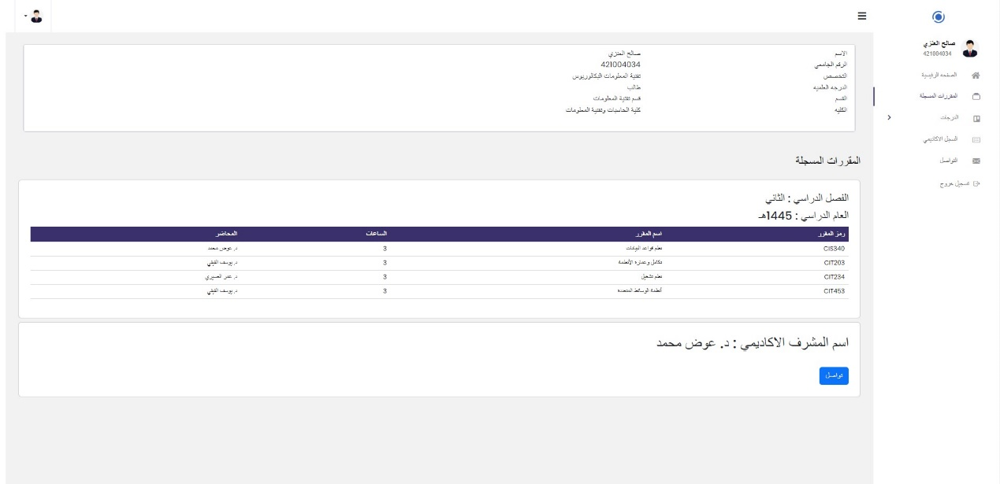 صالح العنزي
421004034
الصفحه الرئيسية
المقررات المسجلة
الدرجات
السجل الاكاديمي
التواصل
تسجيل خروج
الاسم صالح العنزي
الرقم الجامعي 421004034
التخصص تقنية المعلومات البكالوريوس
الدرجه العلميه طالب
القسم قسم تقنية المعلومات
الكليه كلية الحاسبات وتقنية المعلومات
المقررات المسجلة
الفصل الدراسي : الثاني
العام الدراسي : 1445هـ
رمز المقرر اسم المقرر الساعات المحاضر
CIS340 نظم قواعد البيانات 3 د. عوض محمد
CIT203 تكامل وعماره الأنظمة 3 د. يوسف الفيفي
CIT234 نظم تشغيل 3 د. عمر العسيري
CIT453 أنظمة الوسائط المتعدده 3 د. يوسف الفيفي
اسم المشرف الاكاديمي : د. عوض محمد
تواصل